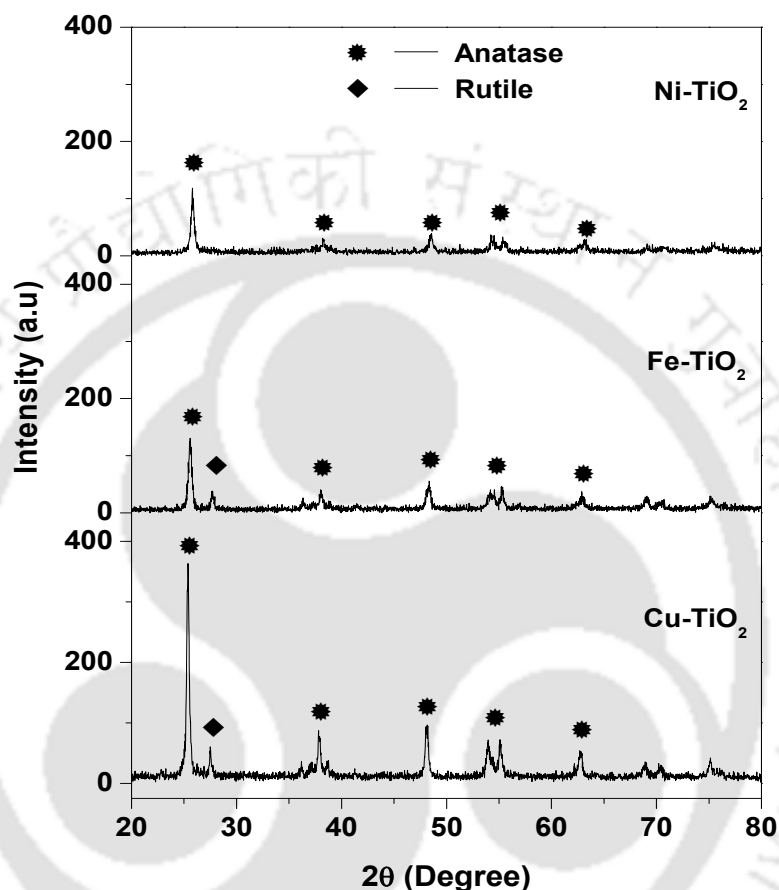 400
Anatase
Rutile
Ni-TiO₂
200
0
400
Fe-TiO₂
200
0
400
Cu-TiO₂
200
0
Intensity (a.u)
20 30 40 50 60 70 80
2θ (Degree)